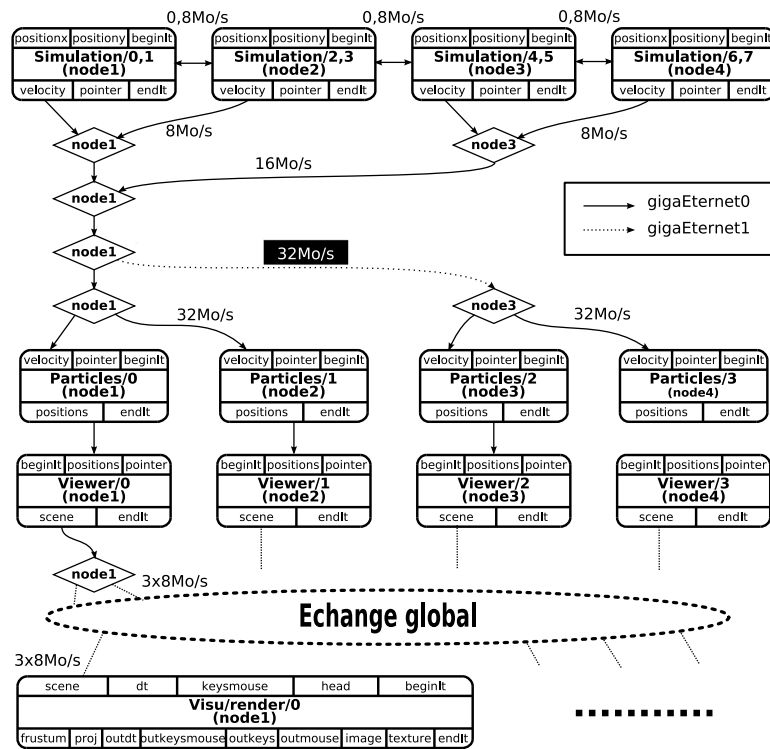 0,8Mo/s 0,8Mo/s 0,8Mo/s
positionx positiony beginIt positionx positiony beginIt positionx positiony beginIt positionx positiony beginIt
Simulation/0,1 Simulation/2,3 Simulation/4,5 Simulation/6,7
(node1) (node2) (node3) (node4)
velocity pointer endIt velocity pointer endIt velocity pointer endIt velocity pointer endIt
node1 8Mo/s node3 8Mo/s
16Mo/s
node1
gigaEternet0
gigaEternet1
node1 32Mo/s
node1 32Mo/s node3 32Mo/s
velocity pointer beginIt velocity pointer beginIt velocity pointer beginIt velocity pointer beginIt
Particles/0 Particles/1 Particles/2 Particles/3
(node1) (node2) (node3) (node4)
positions endIt positions endIt positions endIt positions endIt
beginIt positions pointer beginIt positions pointer beginIt positions pointer beginIt positions pointer
Viewer/0 Viewer/1 Viewer/2 Viewer/3
(node1) (node2) (node3) (node4)
scene endIt scene endIt scene endIt scene endIt
node1 3x8Mo/s
Echange global
3x8Mo/s
scene dt keysmouse head beginIt
Visu/render/0
(node1)
frustum proj outdt outkeysmouse outkeys outmouse image texture endIt